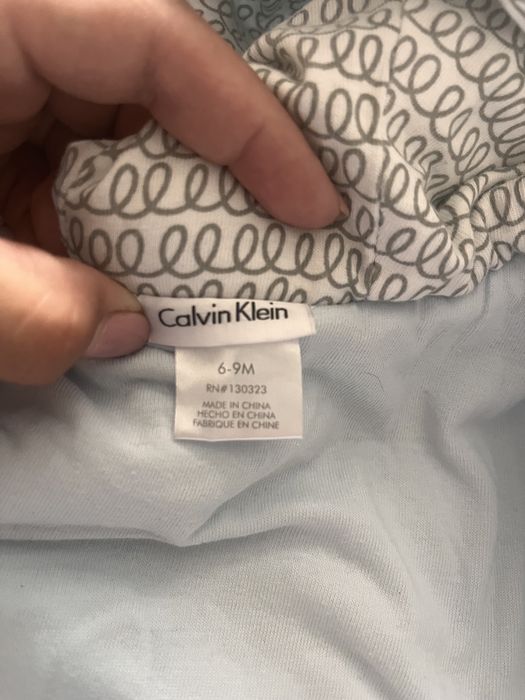 Calvin Klein
6-9M
RN# 130323
MADE IN CHINA
HECHO EN CHINA
FABRIQUE EN CHINE